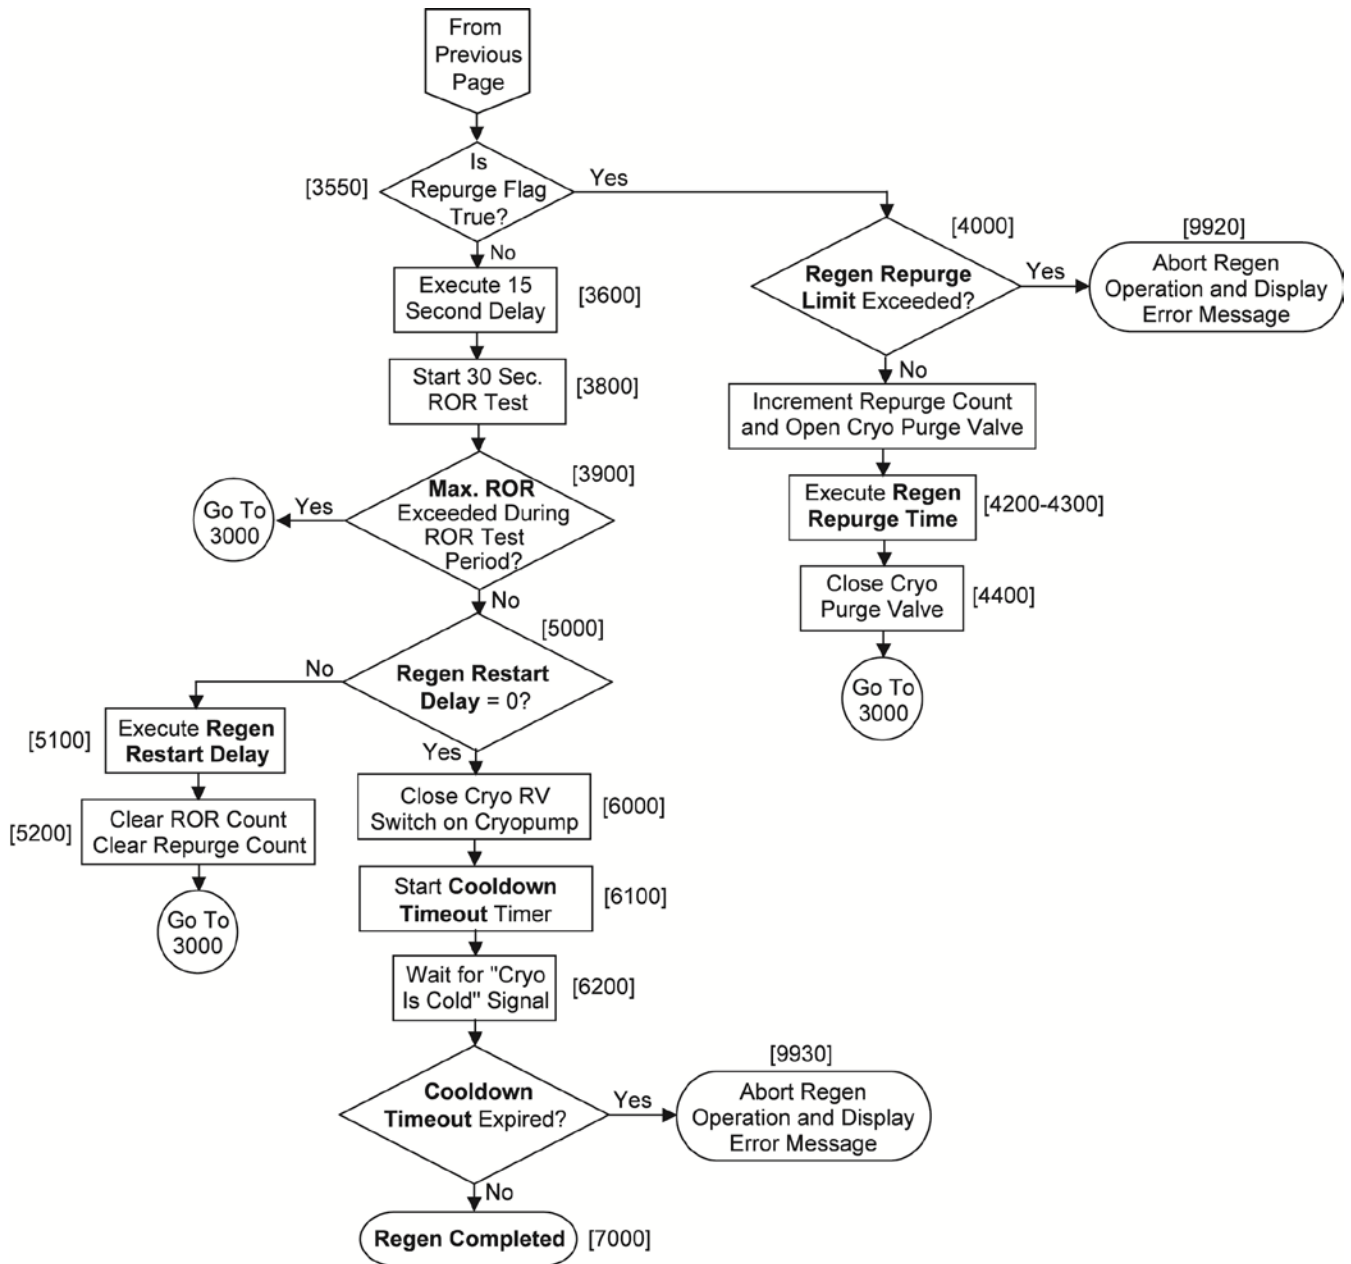 From
Previous
Page
[3550]
Is
Repurge Flag
True?
Yes
No
Execute 15
Second Delay
[3600]
Start 30 Sec.
ROR Test
[3800]
Max. ROR
Exceeded During
ROR Test
Period?
[3900]
Yes
Go To
3000
No
Regen Restart
Delay = 0?
[5000]
No
[5100]
Execute Regen
Restart Delay
[5200]
Clear ROR Count
Clear Repurge Count
Go To
3000
Yes
Close Cryo RV
Switch on Cryopump
[6000]
Start Cooldown
Timeout Timer
[6100]
Wait for "Cryo
Is Cold" Signal
[6200]
Cooldown
Timeout Expired?
Yes
[9930]
Abort Regen
Operation and Display
Error Message
No
Regen Completed
[7000]
[4000]
Regen Repurge
Limit Exceeded?
Yes
[9920]
Abort Regen
Operation and Display
Error Message
No
Increment Repurge Count
and Open Cryo Purge Valve
Execute Regen
Repurge Time
[4200-4300]
Close Cryo
Purge Valve
[4400]
Go To
3000